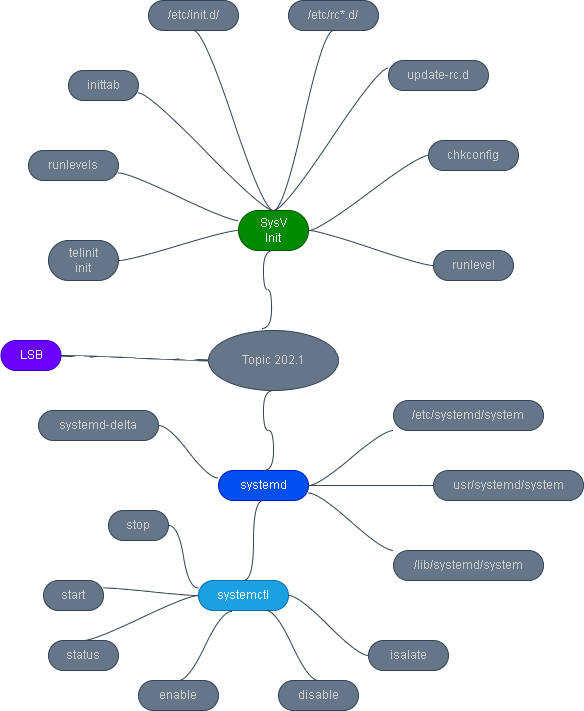 /etc/init.d/
/etc/rc*.d/
update-rc.d
inittab
chkconfig
runlevels
SysV
Init
telinit
init
runlevel
LSB
Topic 202.1
/etc/systemd/system
systemd-delta
systemd
usr/systemd/system
stop
/lib/systemd/system
start
systemctl
status
isalate
enable
disable